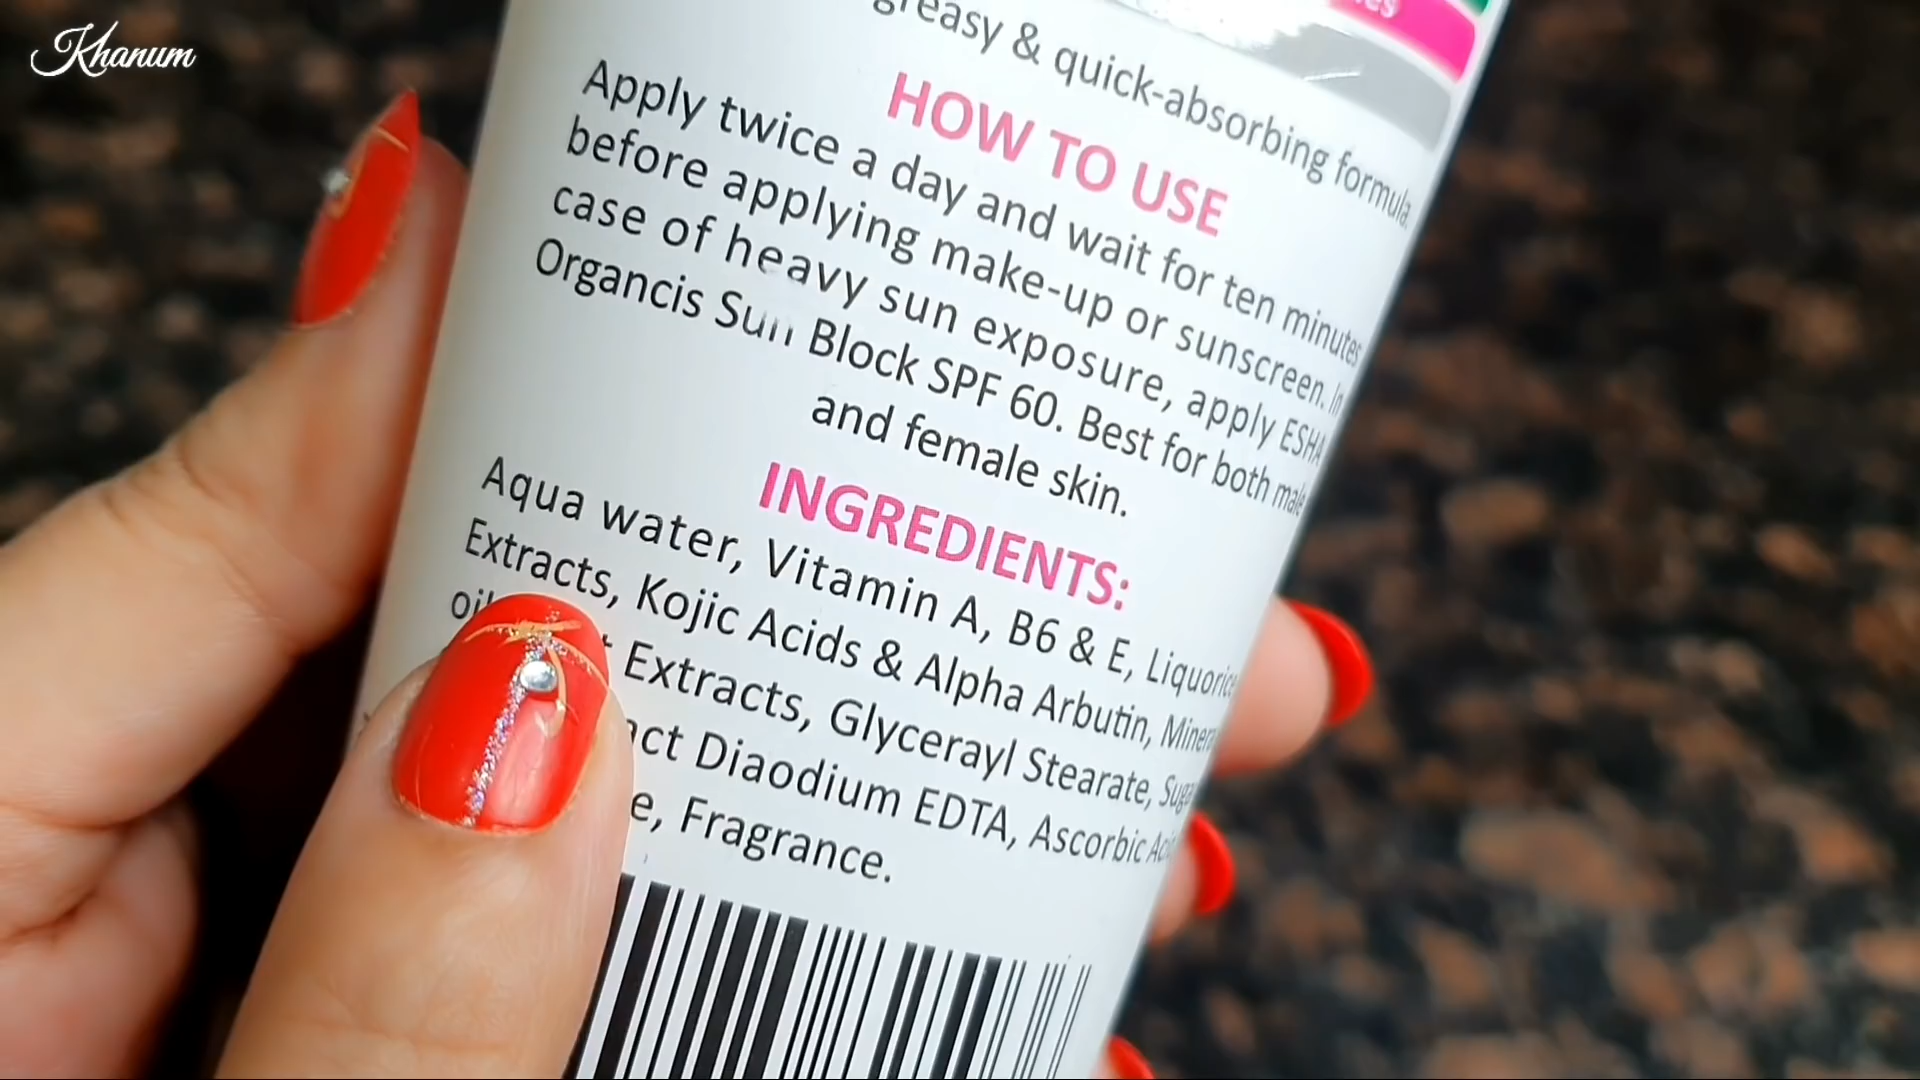 Khanum
greasy & quick-absorbing formula.
HOW TO USE
Apply twice a day and wait for ten minutes
before applying make-up or sunscreen. In
case of heavy sun exposure, apply ESHA
Organcis Sun Block SPF 60. Best for both male
and female skin.
INGREDIENTS:
Aqua water, Vitamin A, B6 & E, Liquorice
Extracts, Kojic Acids & Alpha Arbutin,
Extracts, Glycerayl Stearate,
Diaodium EDTA, Ascorbic
Fragrance.